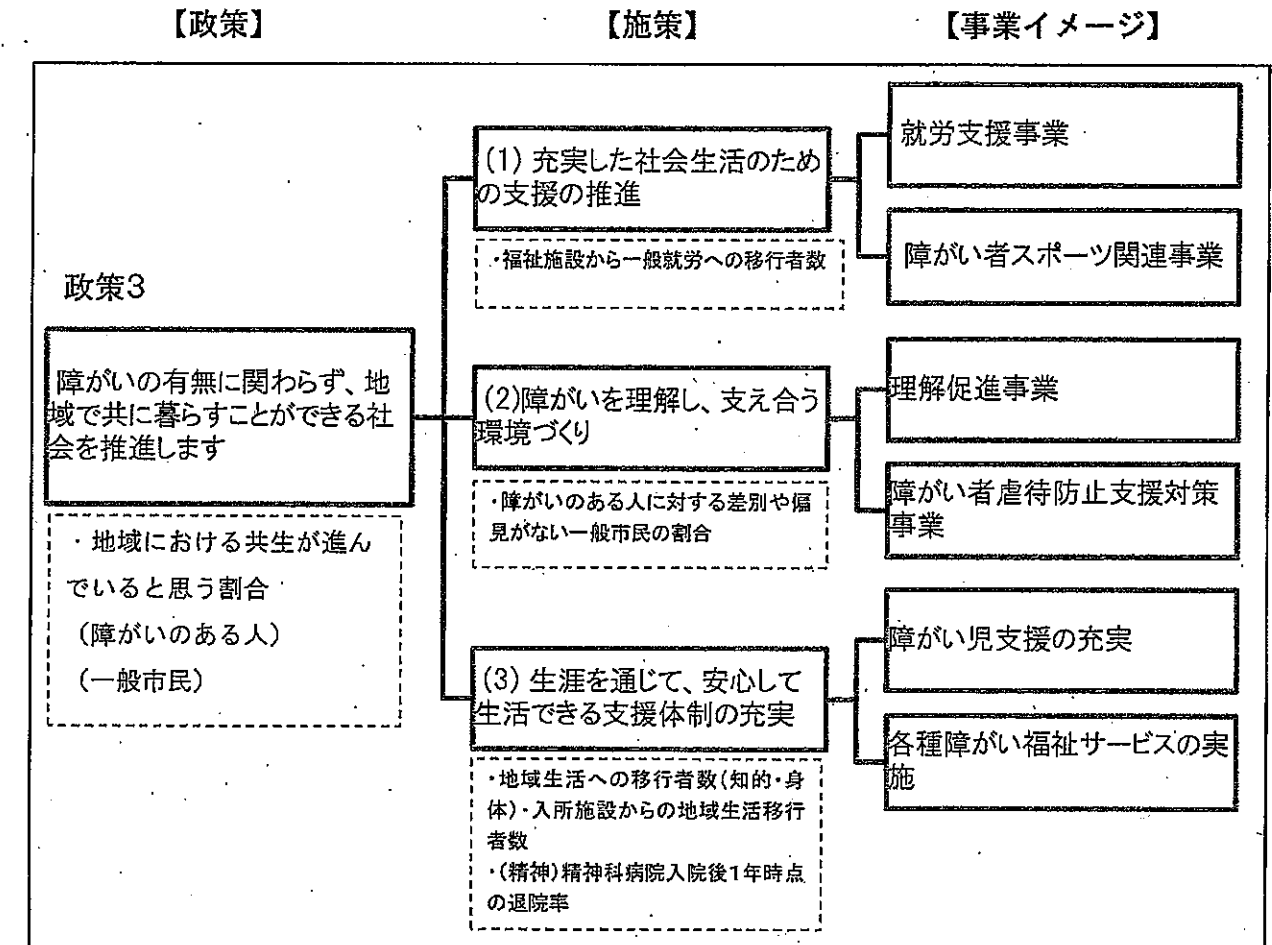 【政策】
【施策】
【事業イメージ】
政策3
障がいの有無に関わらず、地
域で共に暮らすことができる社
会を推進します
・地域における共生が進ん
でいると思う割合
（障がいのある人）
（一般市民）
(1) 充実した社会生活のため
の支援の推進
・福祉施設から一般就労への移行者数
就労支援事業
障がい者スポーツ関連事業
(2)障がいを理解し、支え合う
環境づくり
・障がいのある人に対する差別や偏
見がない一般市民の割合
理解促進事業
障がい者虐待防止支援対策
事業
(3) 生涯を通じて、安心して
生活できる支援体制の充実
・地域生活への移行者数(知的・身
体)・入所施設からの地域生活移行
者数
・(精神)精神科病院入院後1年時点
の退院率
障がい児支援の充実
各種障がい福祉サービスの実
施